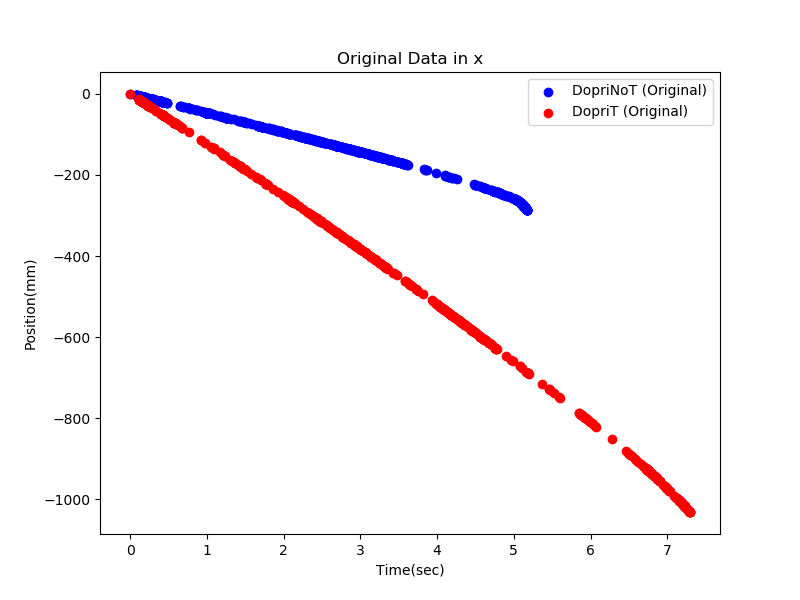 Original Data in x
DopriNoT (Original)
DopriT (Original)
0
−200
−400
−600
−800
−1000
Position(mm)
0 1 2 3 4 5 6 7
Time(sec)